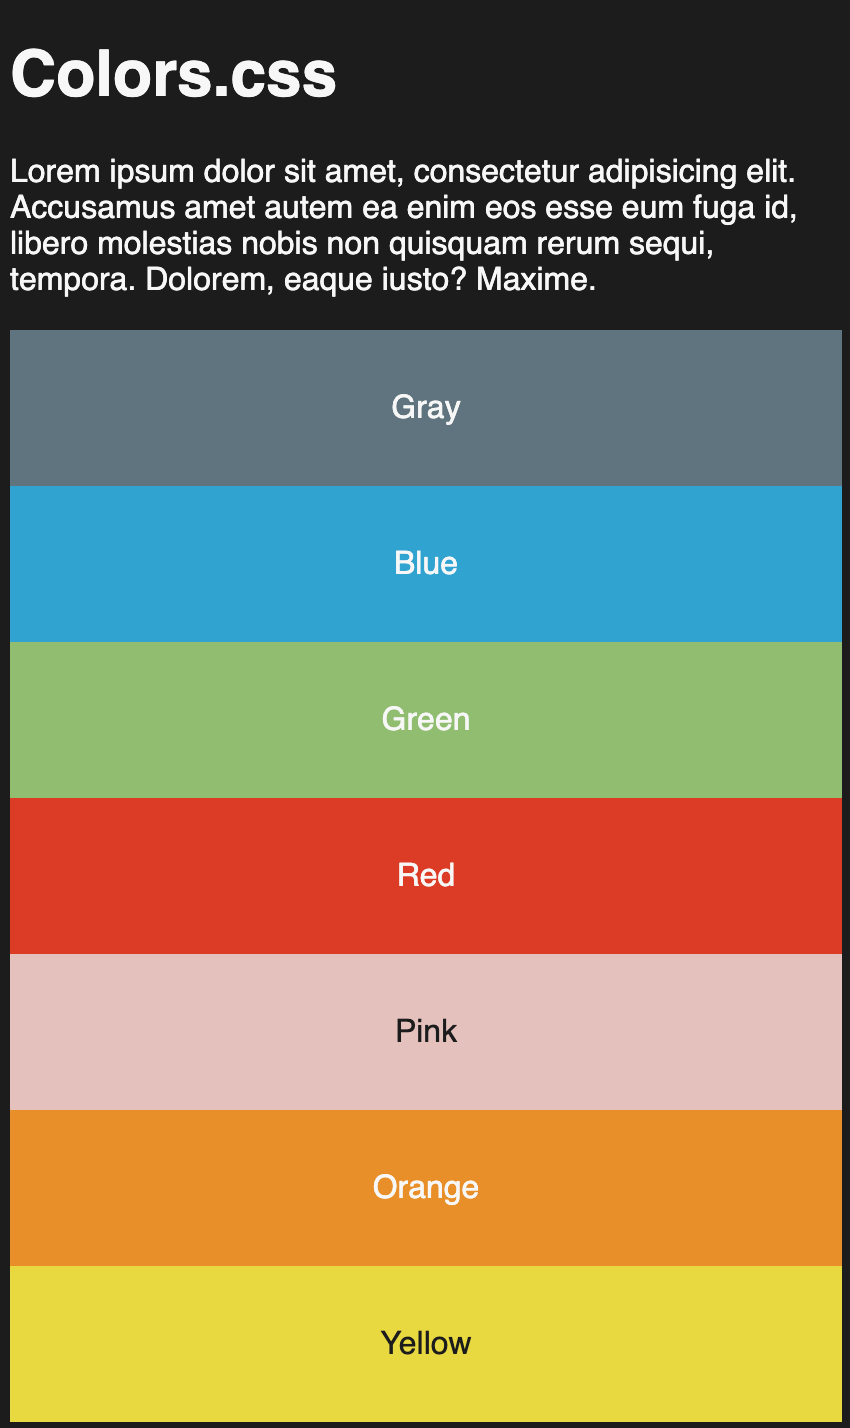 Colors.css
Lorem ipsum dolor sit amet, consectetur adipisicing elit.
Accusamus amet autem ea enim eos esse eum fuga id,
libero molestias nobis non quisquam rerum sequi,
tempora. Dolorem, eaque iusto? Maxime.
Gray
Blue
Green
Red
Pink
Orange
Yellow